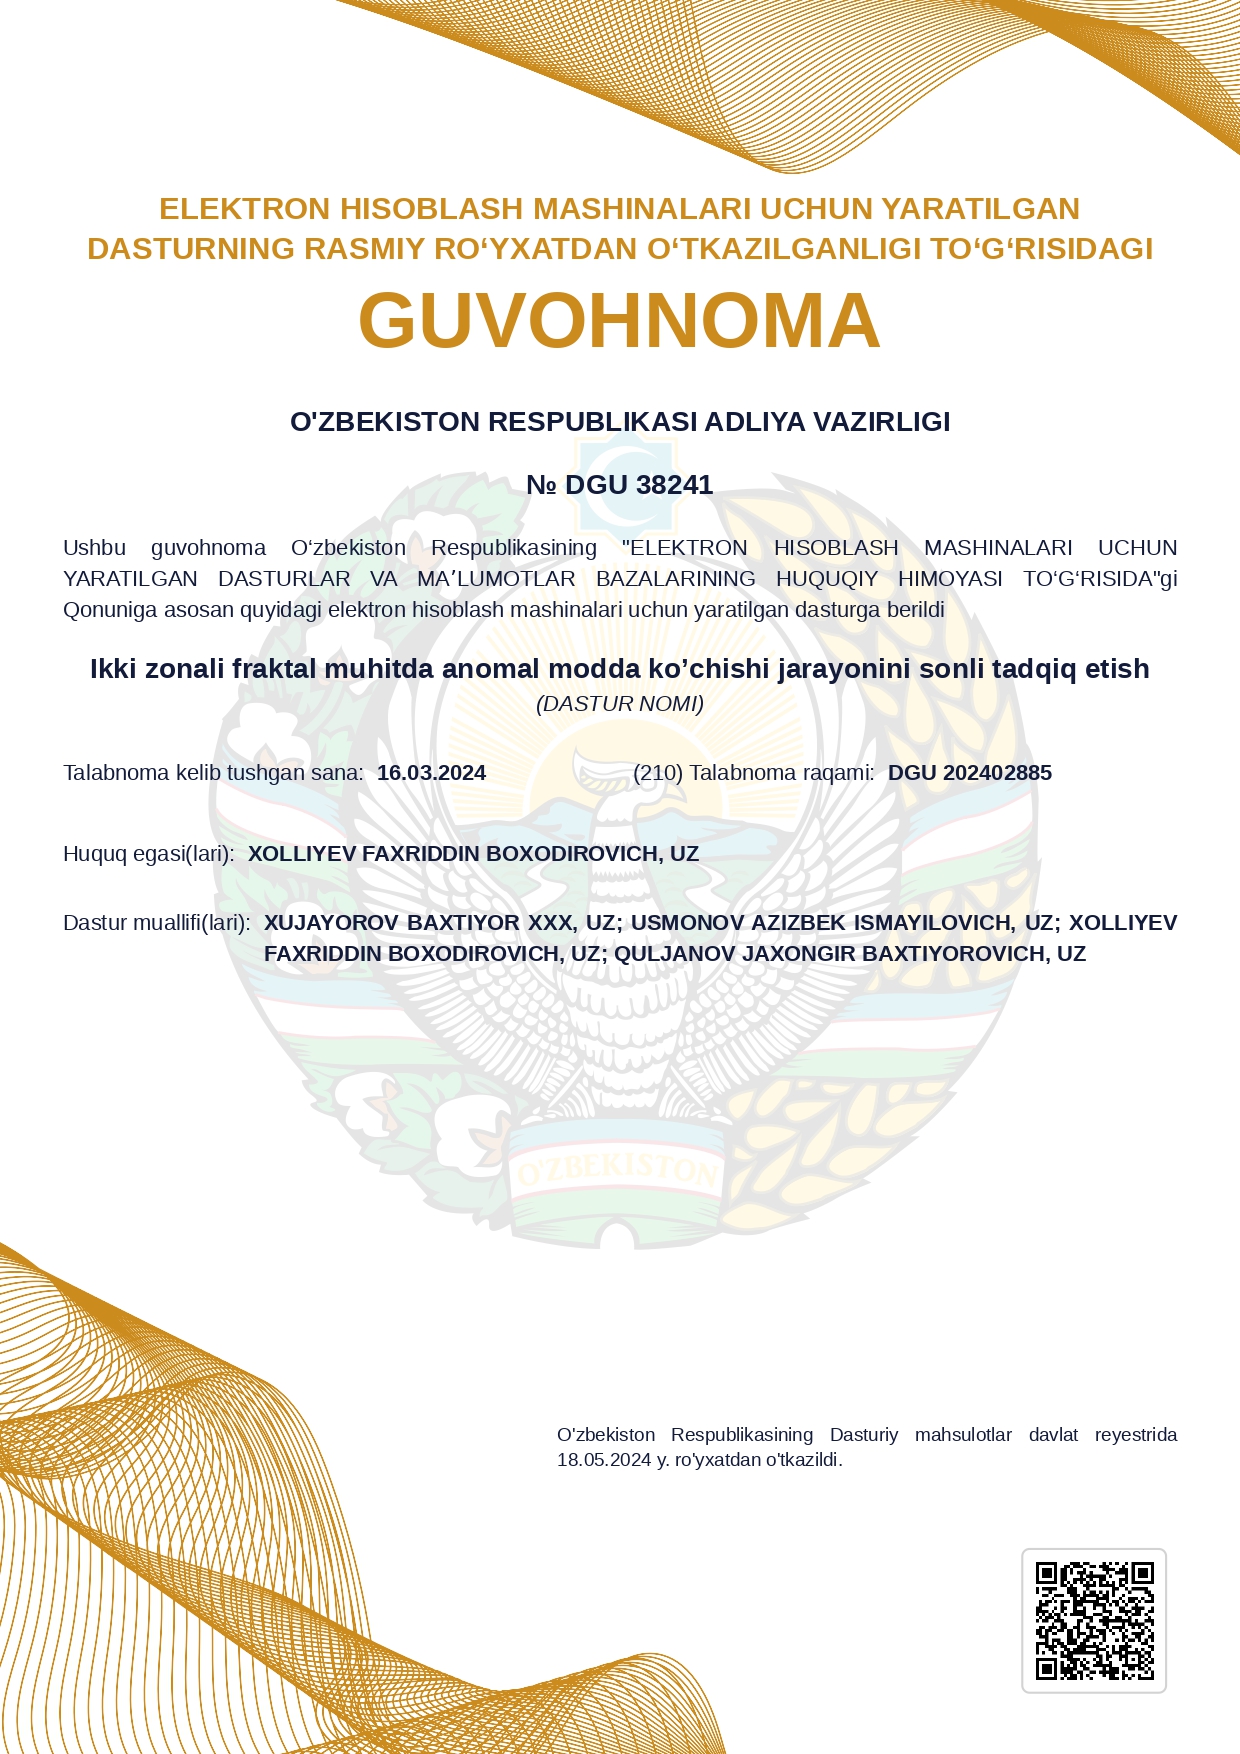 ELEKTRON HISOBLASH MASHINALARI UCHUN YARATILGAN
DASTURNING RASMIY RO‘YXATDAN O‘TKAZILGANLIGI TO‘G‘RISIDAGI
GUVOHNOMA
O'ZBEKISTON RESPUBLIKASI ADLIYA VAZIRLIGI
№ DGU 38241
Ushbu guvohnoma O‘zbekiston Respublikasining "ELEKTRON HISOBLASH MASHINALARI UCHUN
YARATILGAN DASTURLAR VA MAʼLUMOTLAR BAZALARINING HUQUQIY HIMOYASI TO‘G‘RISIDA"gi
Qonuniga asosan quyidagi elektron hisoblash mashinalari uchun yaratilgan dasturga berildi
Ikki zonali fraktal muhitda anomal modda ko’chishi jarayonini sonli tadqiq etish
(DASTUR NOMI)
Talabnoma kelib tushgan sana: 16.03.2024 (210) Talabnoma raqami: DGU 202402885
Huquq egasi(lari): XOLLIYEV FAXRIDDIN BOXODIROVICH, UZ
Dastur muallifi(lari): XUJAYOROV BAXTIYOR XXX, UZ; USMONOV AZIZBEK ISMAYILOVICH, UZ; XOLLIYEV
FAXRIDDIN BOXODIROVICH, UZ; QULJANOV JAXONGIR BAXTIYOROVICH, UZ
O'ZBEKISTON
O'zbekiston Respublikasining Dasturiy mahsulotlar davlat reyestrida
18.05.2024 y. ro'yxatdan o'tkazildi.